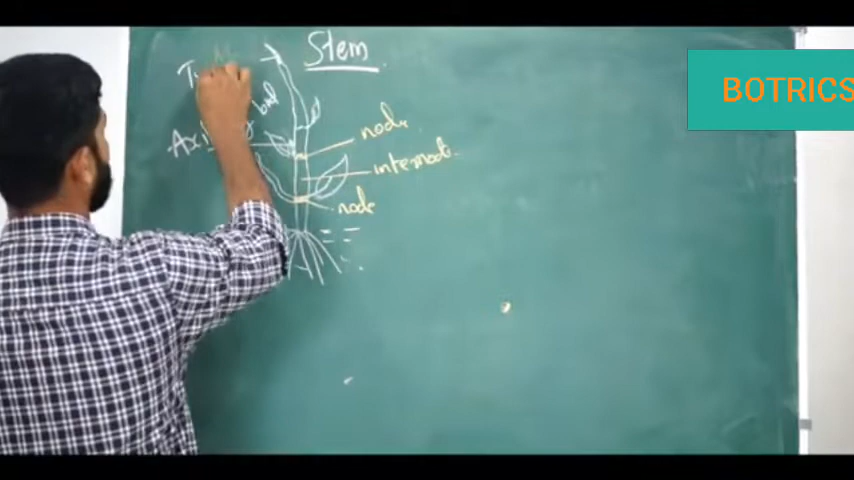 Stem
BOTRICS
bud
node
internode
node